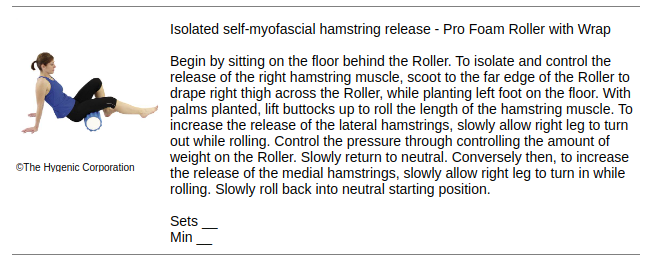 Isolated self-myofascial hamstring release - Pro Foam Roller with Wrap
Begin by sitting on the floor behind the Roller. To isolate and control the
release of the right hamstring muscle, scoot to the far edge of the Roller to
drape right thigh across the Roller, while planting left foot on the floor. With
palms planted, lift buttocks up to roll the length of the hamstring muscle. To
increase the release of the lateral hamstrings, slowly allow right leg to turn
out while rolling. Control the pressure through controlling the amount of
weight on the Roller. Slowly return to neutral. Conversely then, to increase
the release of the medial hamstrings, slowly allow right leg to turn in while
rolling. Slowly roll back into neutral starting position.
©The Hygenic Corporation
Sets __
Min __